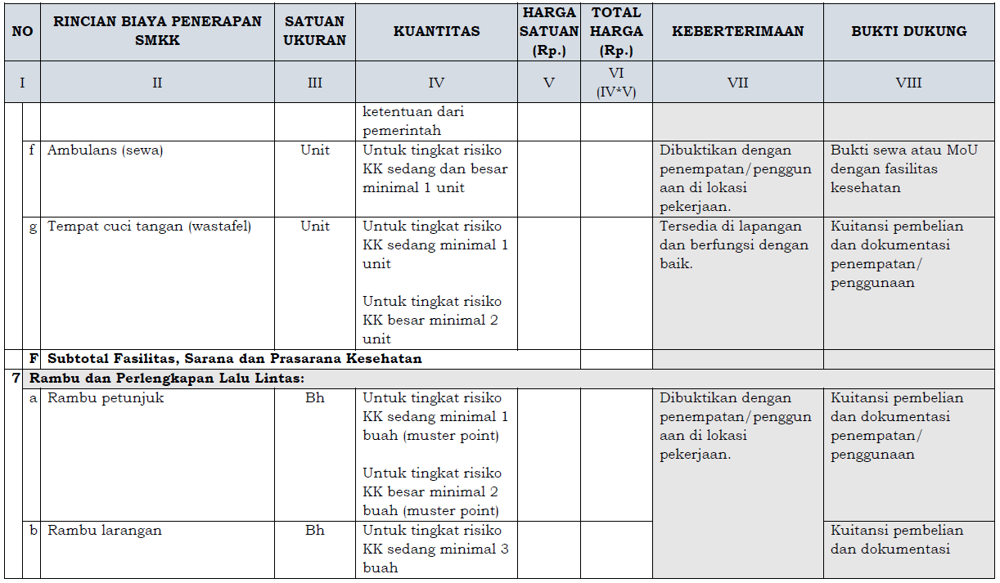 NO
RINCIAN BIAYA PENERAPAN
SMKK
SATUAN
UKURAN
KUANTITAS
HARGA
SATUAN
(Rp.)
TOTAL
HARGA
(Rp.)
KEBERTERIMAAN
BUKTI DUKUNG
I
II
III
IV
V
VI
(IV*V)
VII
VIII
ketentuan dari
pemerintah
f
Ambulans (sewa)
Unit
Untuk tingkat risiko
KK sedang dan besar
minimal 1 unit
Dibuktikan dengan
penempatan/penggun
aan di lokasi
pekerjaan.
Bukti sewa atau MoU
dengan fasilitas
kesehatan
g
Tempat cuci tangan (wastafel)
Unit
Untuk tingkat risiko
KK sedang minimal 1
unit
Untuk tingkat risiko
KK besar minimal 2
unit
Tersedia di lapangan
dan berfungsi dengan
baik.
Kuitansi pembelian
dan dokumentasi
penempatan/
penggunaan
F Subtotal Fasilitas, Sarana dan Prasarana Kesehatan
7 Rambu dan Perlengkapan Lalu Lintas:
a
Rambu petunjuk
Bh
Untuk tingkat risiko
KK sedang minimal 1
buah (muster point)
Untuk tingkat risiko
KK besar minimal 2
buah (muster point)
Dibuktikan dengan
penempatan/penggun
aan di lokasi
pekerjaan.
Kuitansi pembelian
dan dokumentasi
penempatan/
penggunaan
b
Rambu larangan
Bh
Untuk tingkat risiko
KK sedang minimal 3
buah
Kuitansi pembelian
dan dokumentasi